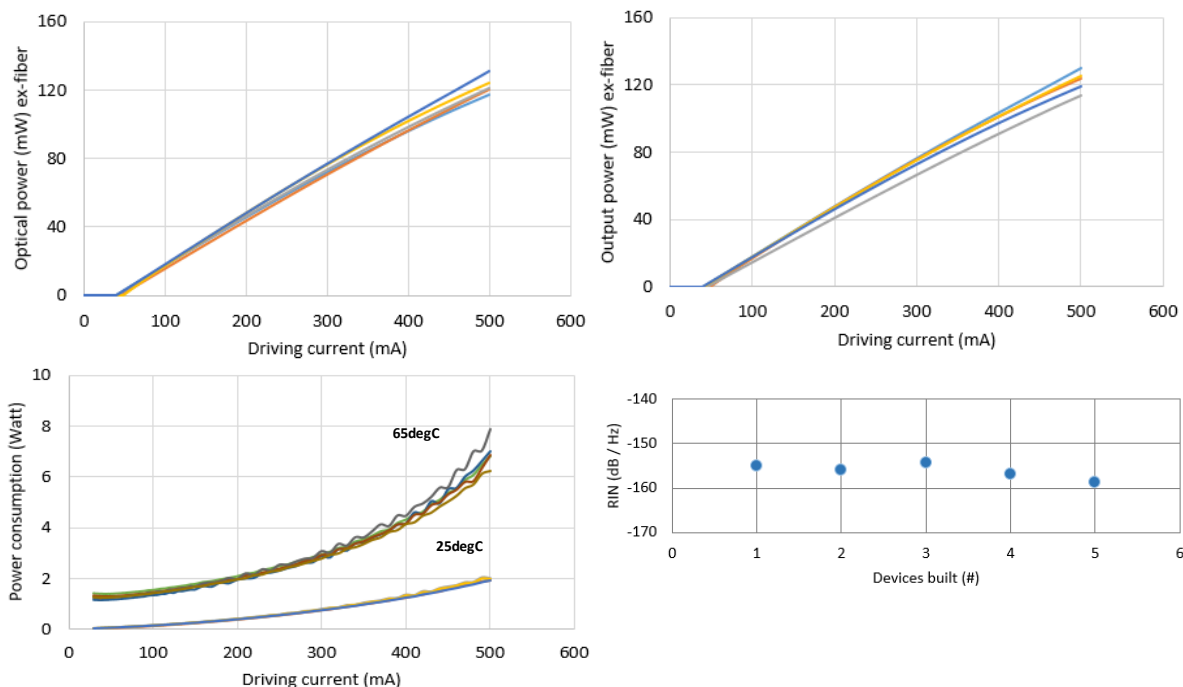 Optical power (mW) ex-fiber
160
120
80
40
0
0 100 200 300 400 500 600
Driving current (mA)
Output power (mW) ex-fiber
160
120
80
40
0
0 100 200 300 400 500 600
Driving current (mA)
Power consumption (Watt)
10
8
6
4
2
0
65degC
25degC
0 100 200 300 400 500 600
Driving current (mA)
RIN (dB / Hz)
-140
-150
-160
-170
0 1 2 3 4 5 6
Devices built (#)